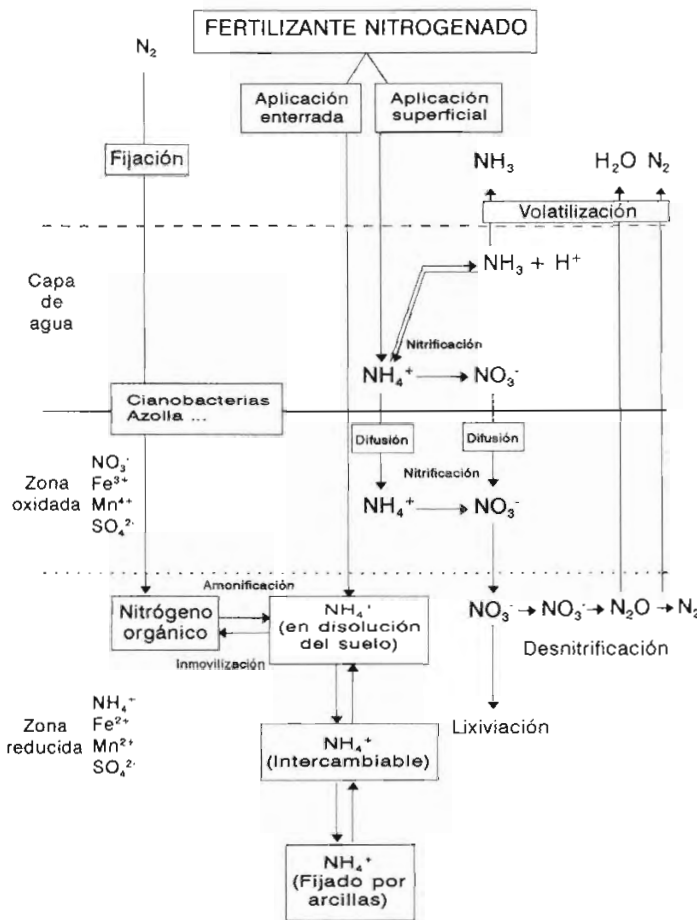 FERTILIZANTE NITROGENADO
N₂
Aplicación
enterrada
Aplicación
superficial
Fijación
NH₃
H₂O N₂
Volatilización
Capa
de
agua
NH₃ + H⁺
Nitrificación
NH₄⁺
NO₃⁻
Cianobacterias
Azolla ...
Difusión
Difusión
Zona
oxidada
NO₃⁻
Fe³⁺
Mn⁴⁺
SO₄²⁻
Nitrificación
NH₄⁺
NO₃⁻
Amonificación
Nitrógeno
orgánico
NH₄⁺
(en disolución
del suelo)
Inmovilización
NO₃⁻ → NO₃⁻ → N₂O → N₂
Desnitrificación
Lixiviación
Zona
reducida
NH₄⁺
Fe²⁺
Mn²⁺
SO₄²⁻
NH₄⁺
(Intercambiable)
NH₄⁺
(Fijado por
arcillas)